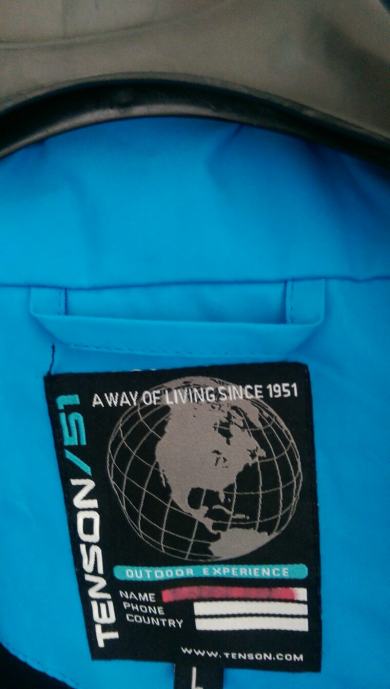 A WAY OF LIVING SINCE 1951
TENSON/51
OUTDOOR EXPERIENCE
NAME
PHONE
COUNTRY
WWW.TENSON.COM
L